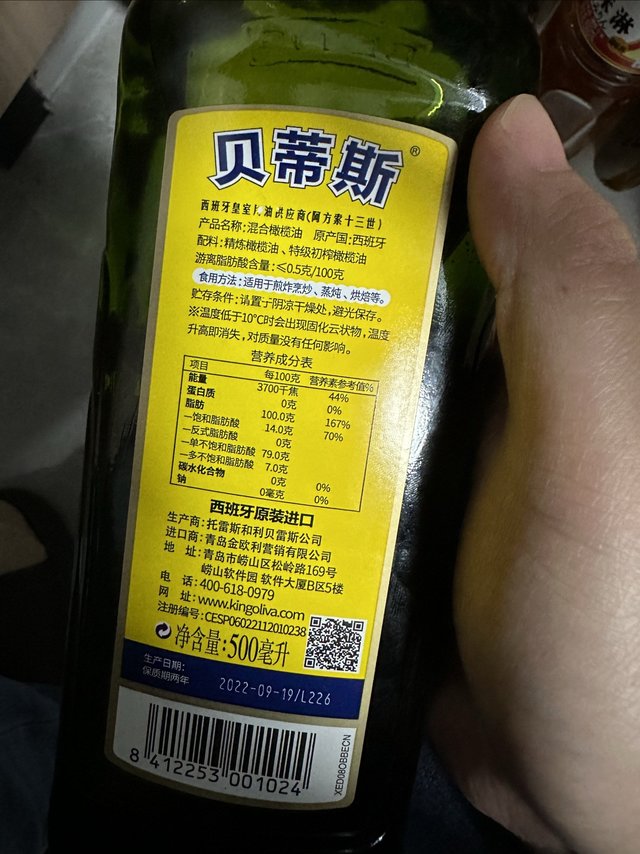 贝蒂斯®
西班牙皇室用油供应商(阿方索十三世)
产品名称:混合橄榄油 原产国:西班牙
配料:精炼橄榄油、特级初榨橄榄油
游离脂肪酸含量:≤0.5克/100克
食用方法:适用于煎炸烹炒、蒸炖、烘焙等。
贮存条件:请置于阴凉干燥处,避光保存。
※温度低于10℃时会出现固化云状物,温度
升高即消失,对质量没有任何影响。
营养成分表
项目 每100克 营养素参考值%
能量 3700千焦 44%
蛋白质 0克 0%
脂肪 100.0克 167%
—饱和脂肪酸 14.0克 70%
—反式脂肪酸 0克
—单不饱和脂肪酸 79.0克
—多不饱和脂肪酸 7.0克
碳水化合物 0克 0%
钠 0毫克 0%
西班牙原装进口
生产商:托雷斯和利贝雷斯公司
进口商:青岛金欧利营销有限公司
地 址:青岛市崂山区松岭路169号
崂山软件园 软件大厦B区5楼
电 话:400-618-0979
网 址:www.kingoliva.com
注册编号:CESP06022112010238
净含量:500毫升
生产日期:
保质期两年
2022-09-19/L226
8 412253 001024
XED08OBBECN